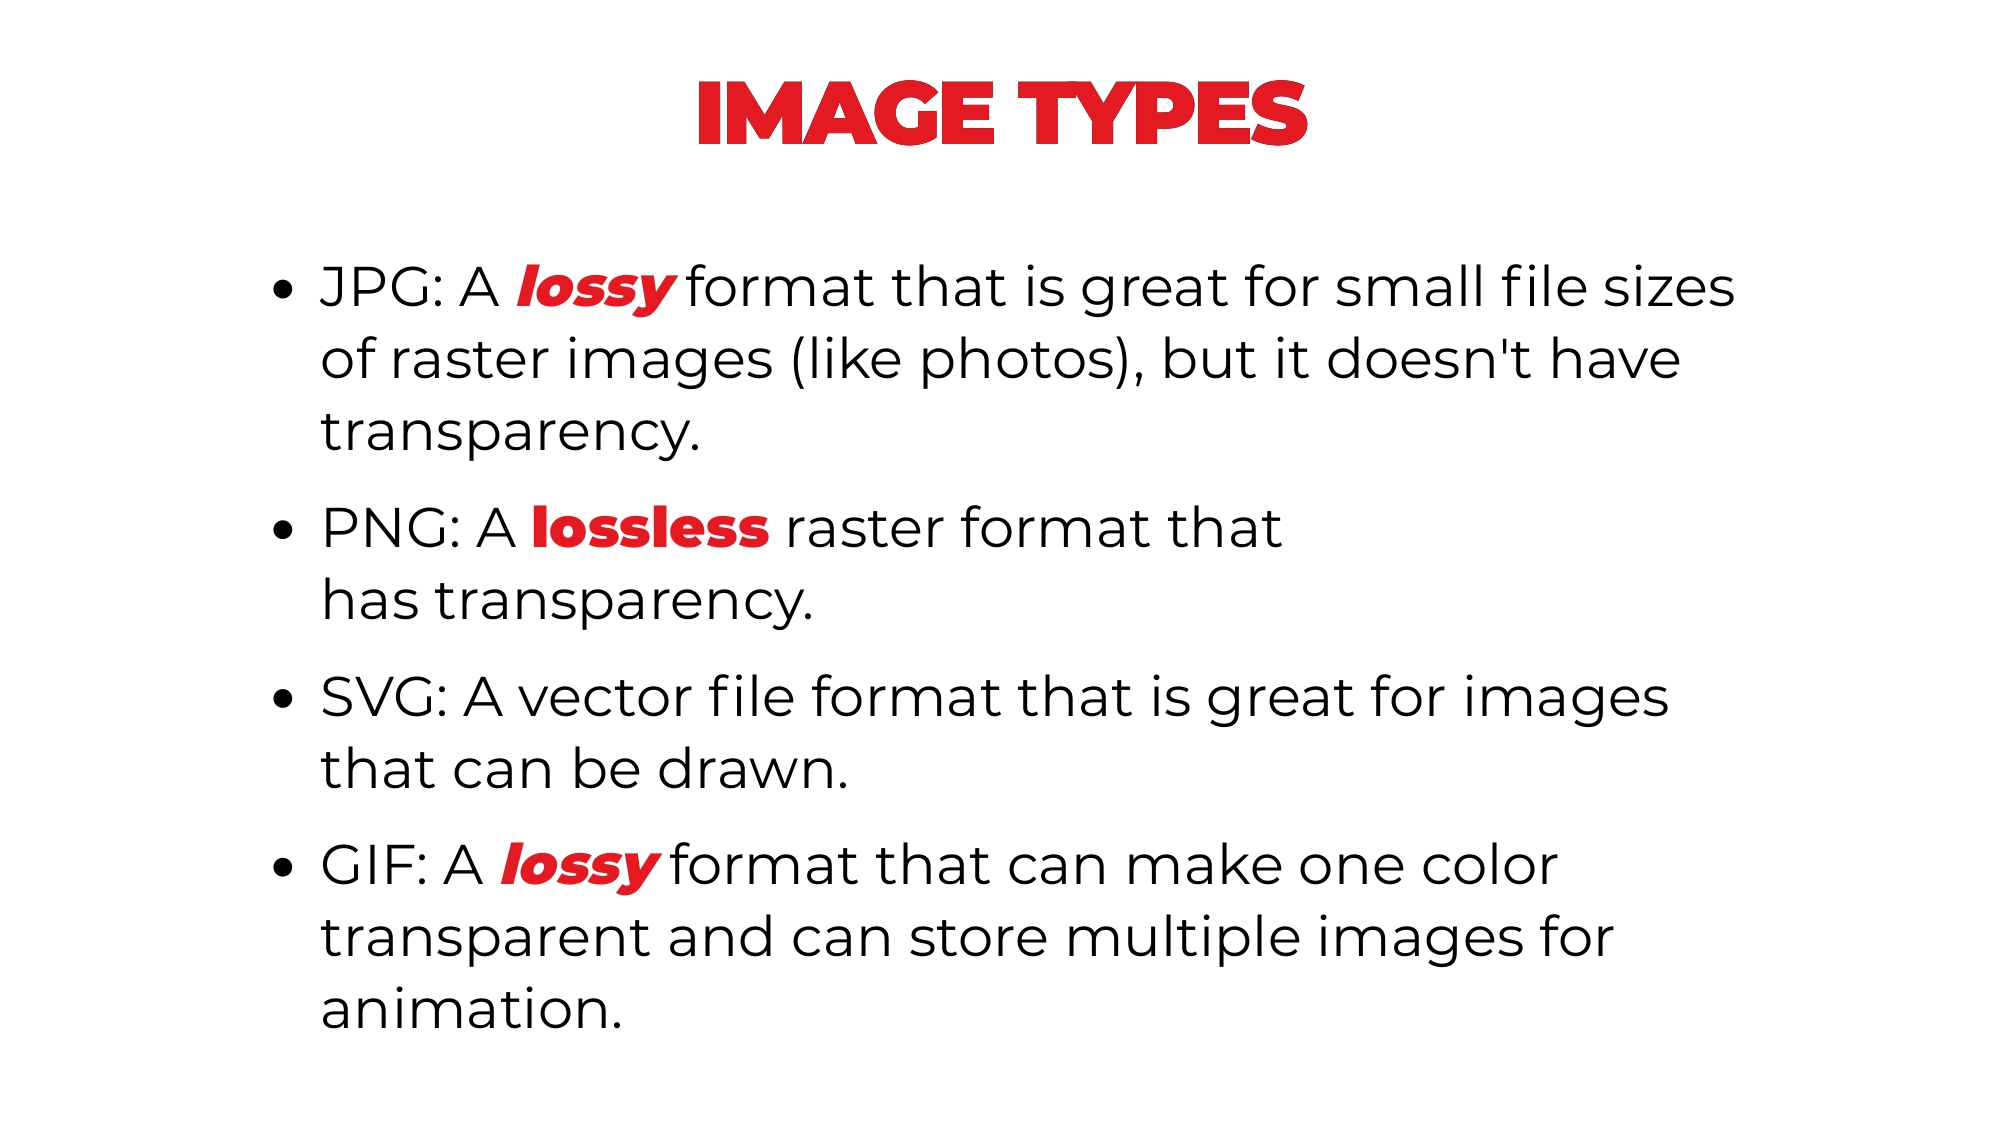 IMAGE TYPES
• JPG: A lossy format that is great for small file sizes
of raster images (like photos), but it doesn't have
transparency.
• PNG: A lossless raster format that
has transparency.
• SVG: A vector file format that is great for images
that can be drawn.
• GIF: A lossy format that can make one color
transparent and can store multiple images for
animation.